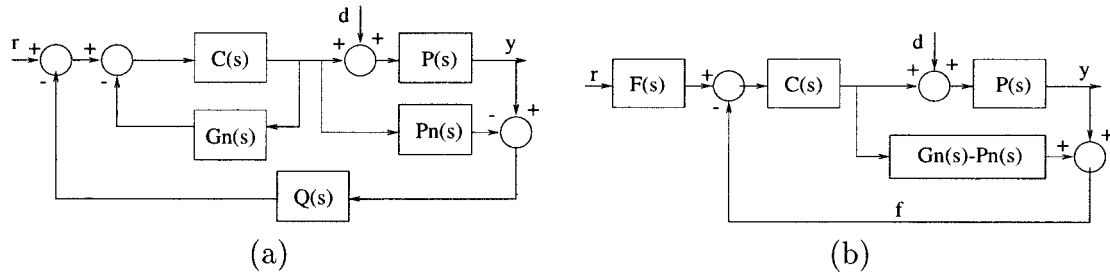 d
r + + + + y
C(s) P(s)
- - +
Gn(s) - Pn(s)
Q(s)
(a)
d
r F(s) + C(s) + + P(s) y
-
Gn(s)-Pn(s) + +
f
(b)